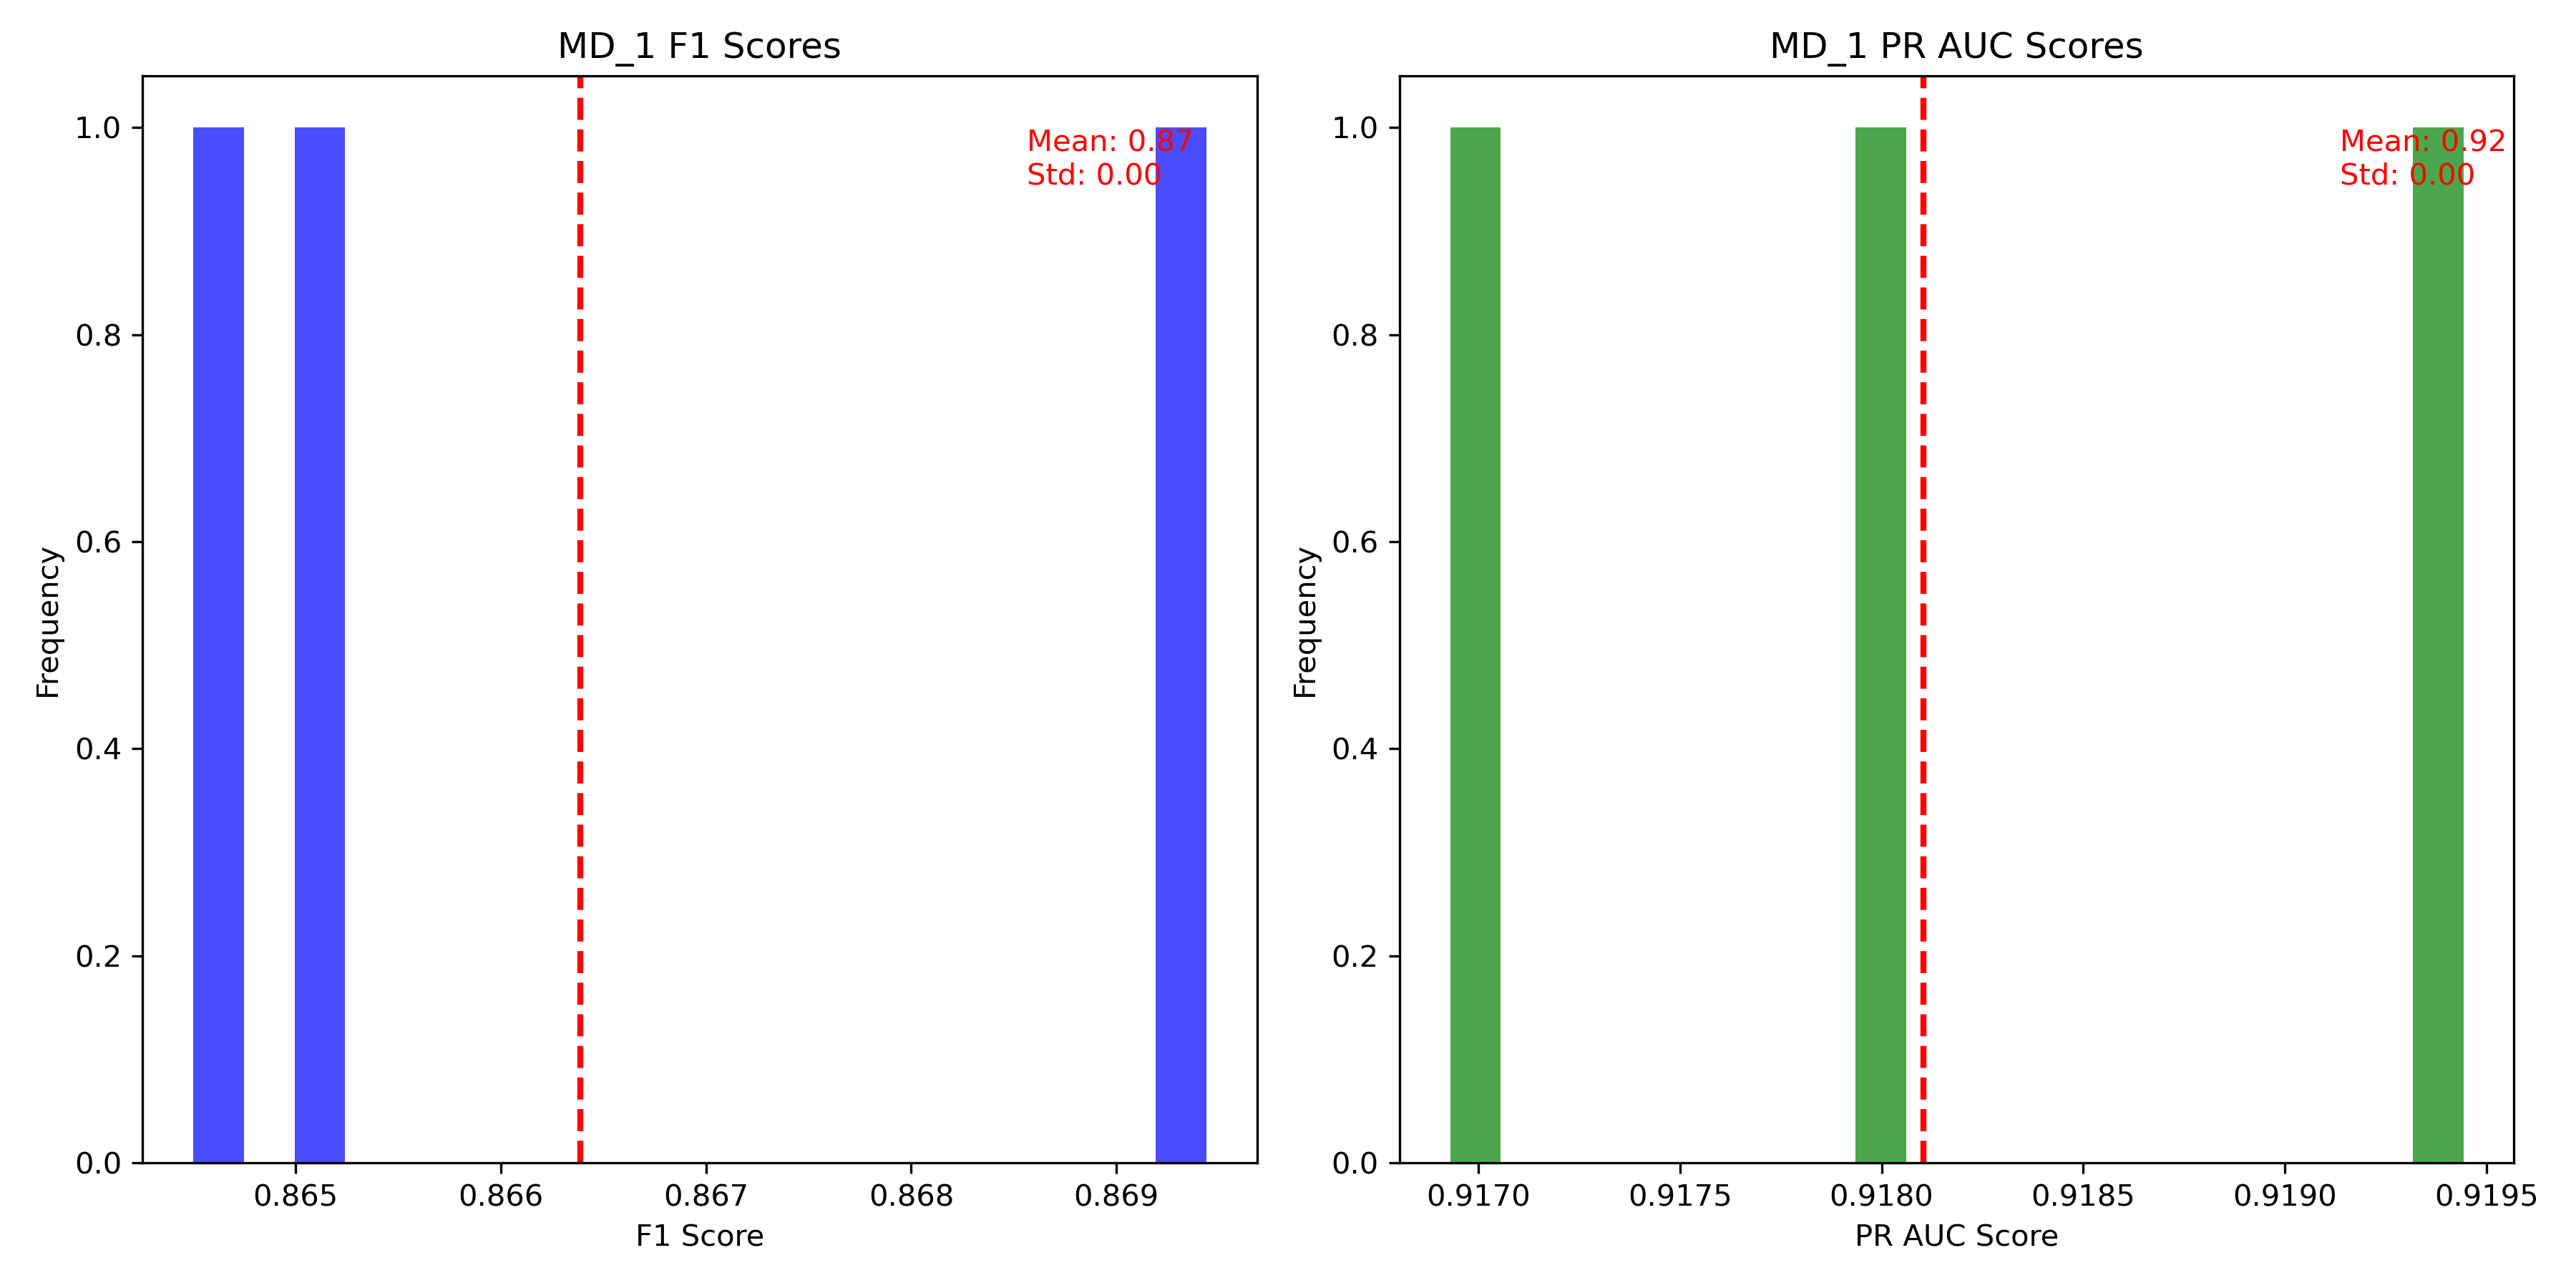 MD_1 F1 Scores
Frequency
1.0
0.8
0.6
0.4
0.2
0.0
Mean: 0.87
Std: 0.00
0.865 0.866 0.867 0.868 0.869
F1 Score
MD_1 PR AUC Scores
Frequency
1.0
0.8
0.6
0.4
0.2
0.0
Mean: 0.92
Std: 0.00
0.9170 0.9175 0.9180 0.9185 0.9190 0.9195
PR AUC Score